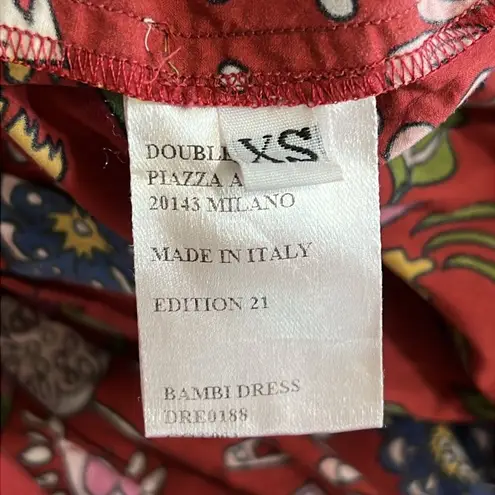 XS
DOUBL
PIAZZA A
20143 MILANO
MADE IN ITALY
EDITION 21
BAMBI DRESS
DRE0188